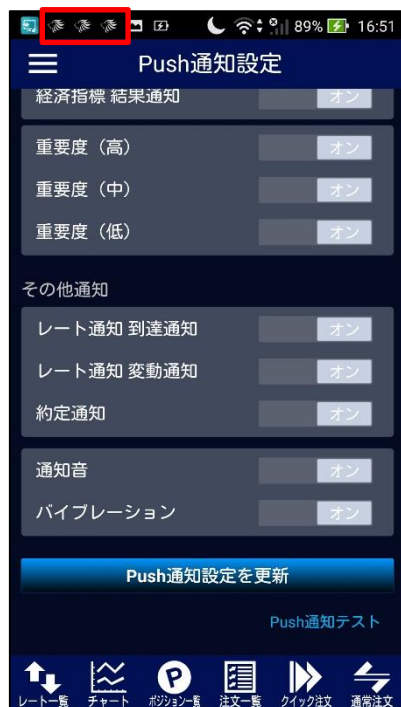 89% 16:51
Push通知設定
経済指標 結果通知 オン
重要度（高） オン
重要度（中） オン
重要度（低） オン
その他通知
レート通知 到達通知 オン
レート通知 変動通知 オン
約定通知 オン
通知音 オン
バイブレーション オン
Push通知設定を更新
Push通知テスト
レート一覧 チャート ポジション一覧 注文一覧 クイック注文 通常注文